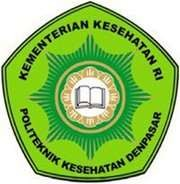 KEMENTERIAN KESEHATAN RI
POLITEKNIK KESEHATAN DENPASAR